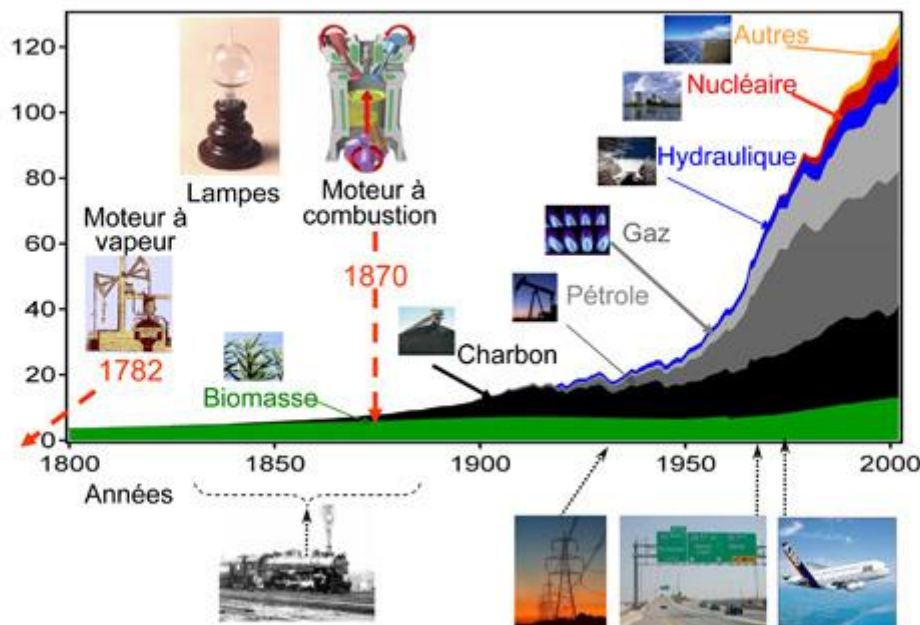 120
100
80
60
40
20
0
Autres
Nucléaire
Hydraulique
Gaz
Pétrole
Charbon
Biomasse
Lampes
Moteur à
combustion
1870
Moteur à
vapeur
1782
1800
1850
1900
1950
2000
Années